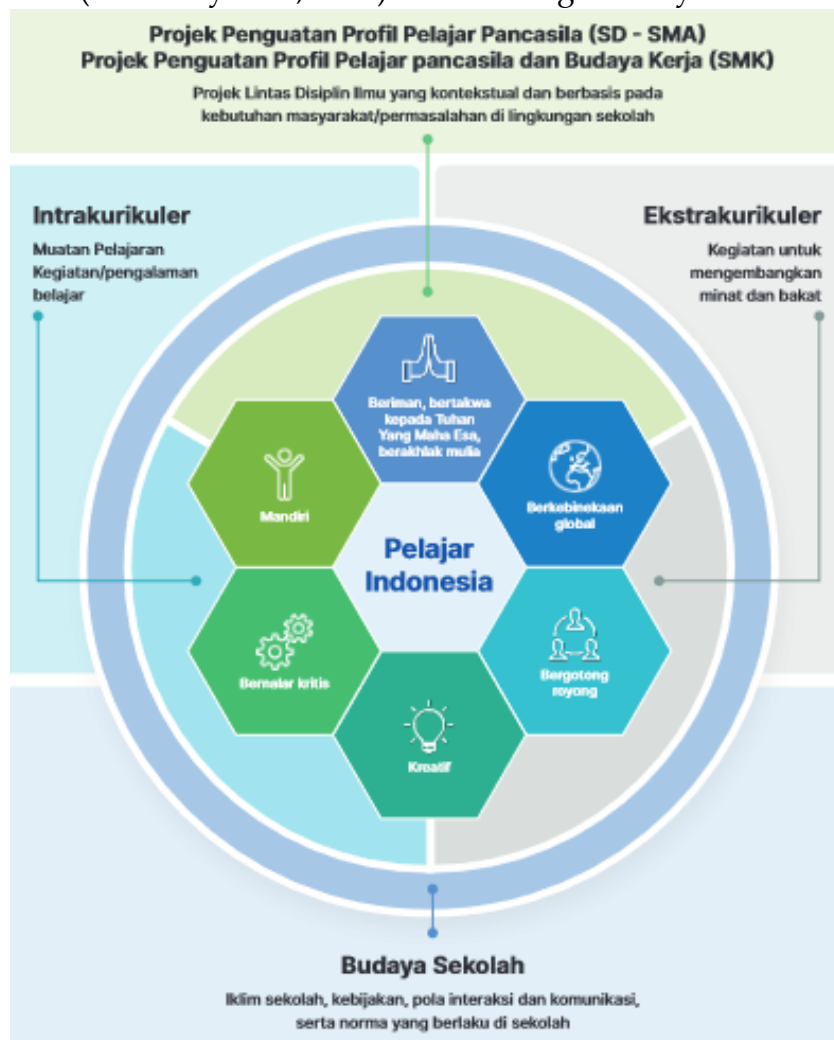 Projek Penguatan Profil Pelajar Pancasila (SD - SMA)
Projek Penguatan Profil Pelajar pancasila dan Budaya Kerja (SMK)
Projek Lintas Disiplin Ilmu yang kontekstual dan berbasis pada
kebutuhan masyarakat/permasalahan di lingkungan sekolah
Intrakurikuler
Muatan Pelajaran
Kegiatan/pengalaman
belajar
Ekstrakurikuler
Kegiatan untuk
mengembangkan
minat dan bakat
Beriman, bertakwa
kepada Tuhan
Yang Maha Esa,
berakhlak mulia
Mandiri
Berkebinekaan
global
Pelajar
Indonesia
Bernalar kritis
Bergotong
royong
Kreatif
Budaya Sekolah
Iklim sekolah, kebijakan, pola interaksi dan komunikasi,
serta norma yang berlaku di sekolah